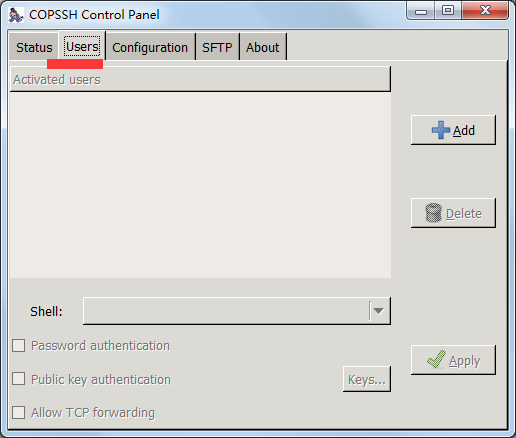 COPSSH Control Panel
Status Users Configuration SFTP About
Activated users
Add
Delete
Shell:
Password authentication
Apply
Public key authentication Keys...
Allow TCP forwarding